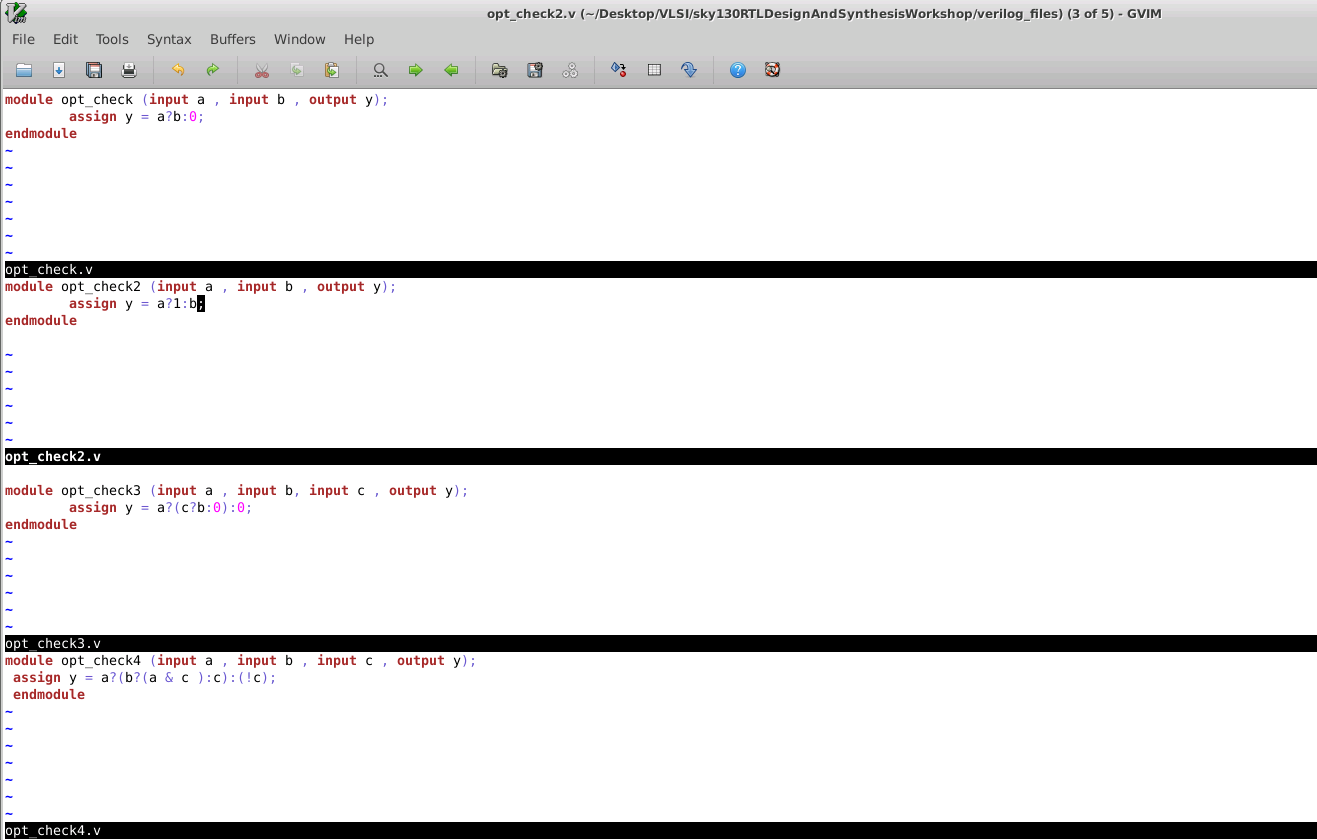 opt_check2.v (~/Desktop/VLSI/sky130RTLDesignAndSynthesisWorkshop/verilog_files) (3 of 5) - GVIM
File Edit Tools Syntax Buffers Window Help
module opt_check (input a , input b , output y);
        assign y = a?b:0;
endmodule
~
~
~
~
~
~
~
opt_check.v
module opt_check2 (input a , input b , output y);
        assign y = a?1:b;
endmodule

~
~
~
~
~
~
opt_check2.v

module opt_check3 (input a , input b, input c , output y);
        assign y = a?(c?b:0):0;
endmodule
~
~
~
~
~
~
opt_check3.v
module opt_check4 (input a , input b , input c , output y);
 assign y = a?(b?(a & c ):c):(!c);
 endmodule
~
~
~
~
~
~
~
opt_check4.v